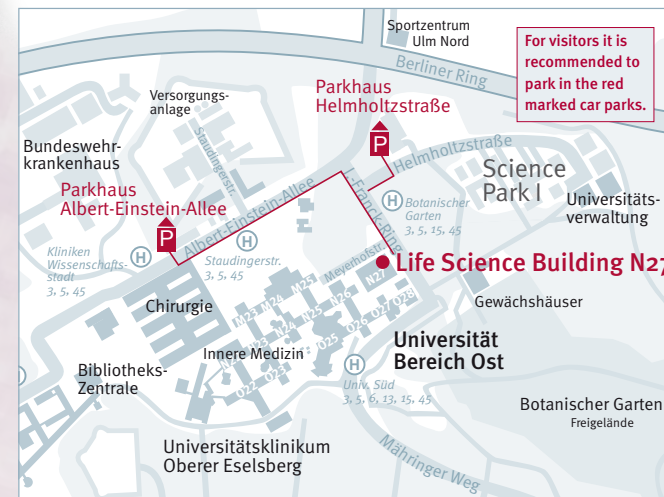 Sportzentrum
Ulm Nord
Berliner Ring
For visitors it is
recommended to
park in the red
marked car parks.
Parkhaus
Helmholtzstraße
P
Versorgungs-
anlage
Staudingerstr.
Bundeswehr-
krankenhaus
Helmholtzstraße
Science
Park I
Universitäts-
verwaltung
Parkhaus
Albert-Einstein-Allee
P
Albert-Einstein-Allee
J.-Franck-Ring
H
Botanischer
Garten
3, 5, 15, 45
H
Kliniken
Wissenschafts-
stadt
3, 5, 45
H
Staudingerstr.
3, 5, 45
Meyerhofstr.
Life Science Building N27
Chirurgie
Gewächshäuser
M23 M24 M25
N24 N25 N26 N27
O22 O23 O25 O26 O27 O28
Innere Medizin
Universität
Bereich Ost
Bibliotheks-
Zentrale
H
Univ. Süd
3, 5, 6, 13, 15, 45
H
Botanischer Garten
Freigelände
Universitätsklinikum
Oberer Eselsberg
Mähringer Weg